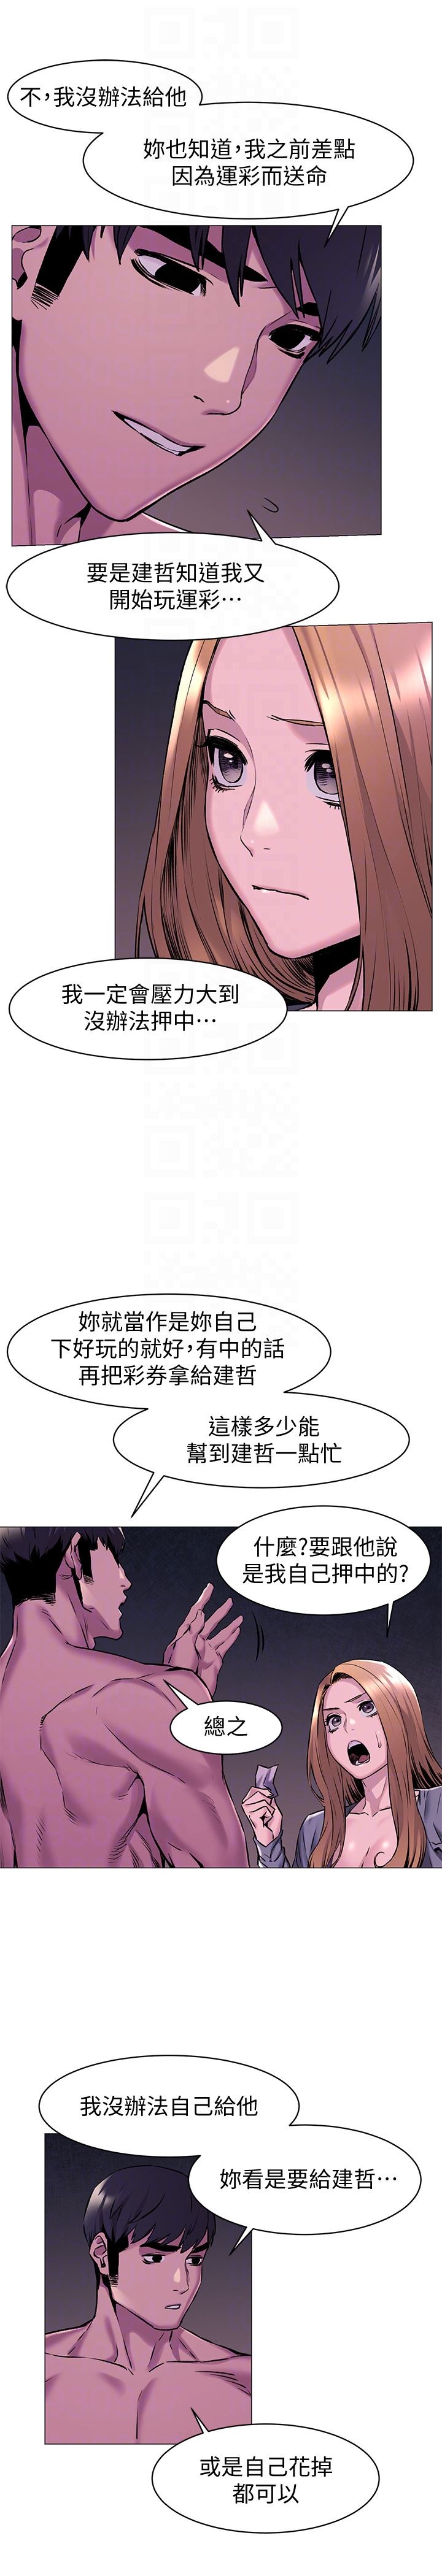 不，我沒辦法給他
妳也知道，我之前差點
因為運彩而送命
要是建哲知道我又
開始玩運彩…
我一定會壓力大到
沒辦法押中…
妳就當作是妳自己
下好玩的就好，有中的話
再把彩券拿給建哲
這樣多少能
幫到建哲一點忙
什麼?要跟他說
是我自己押中的?
總之
我沒辦法自己給他
妳看是要給建哲…
或是自己花掉
都可以